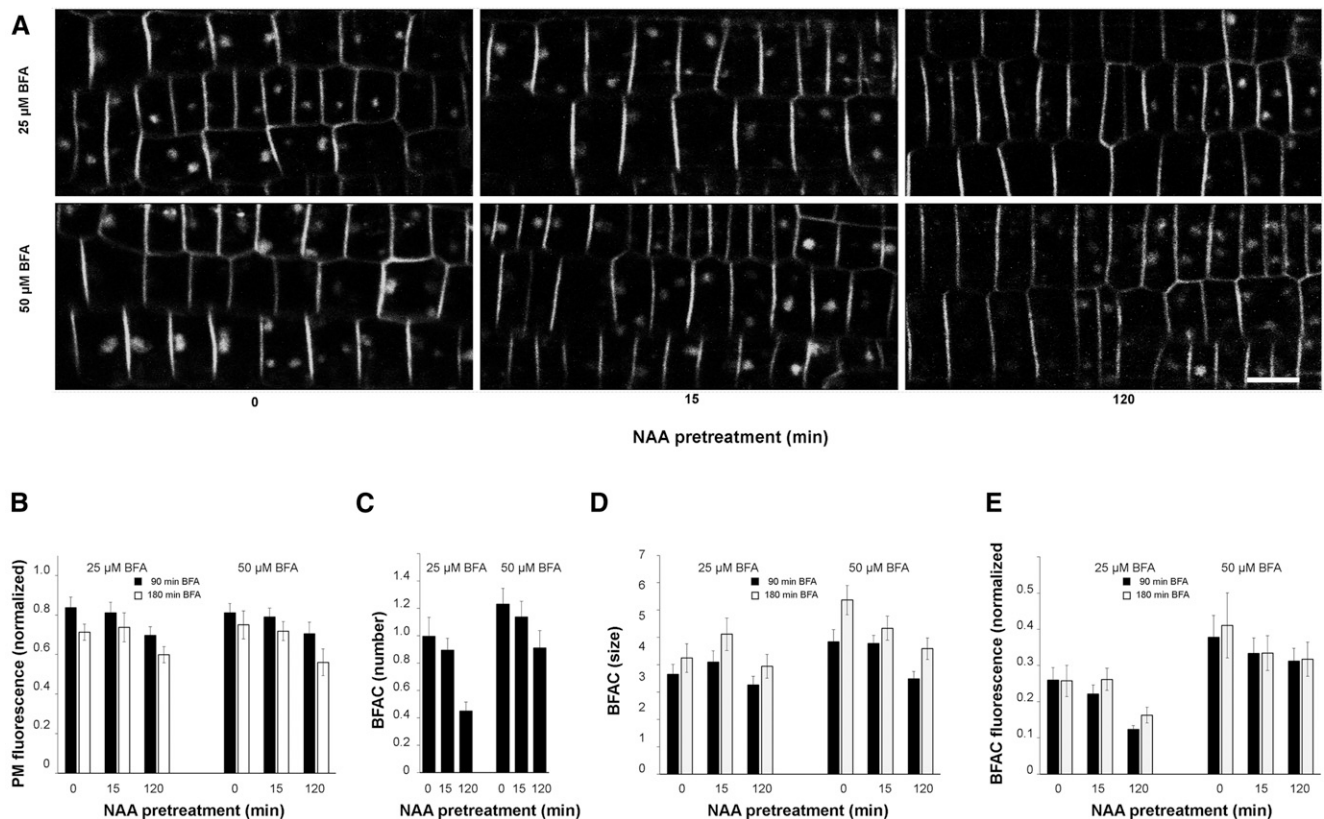 A
25 µM BFA
50 µM BFA
0
15
120
NAA pretreatment (min)
B
PM fluorescence (normalized)
1.0
0.8
0.6
0.4
0.2
0
25 µM BFA
50 µM BFA
90 min BFA
180 min BFA
0
15
120
0
15
120
NAA pretreatment (min)
C
BFAC (number)
1.4
1.2
1.0
0.8
0.6
0.4
0.2
0
25 µM BFA
50 µM BFA
0
15
120
0
15
120
NAA pretreatment (min)
D
BFAC (size)
7
6
5
4
3
2
1
0
25 µM BFA
50 µM BFA
90 min BFA
180 min BFA
0
15
120
0
15
120
NAA pretreatment (min)
E
BFAC fluorescence (normalized
0.5
0.4
0.3
0.2
0.1
0
25 µM BFA
50 µM BFA
90 min BFA
180 min BFA
0
15
120
0
15
120
NAA pretreatment (min)